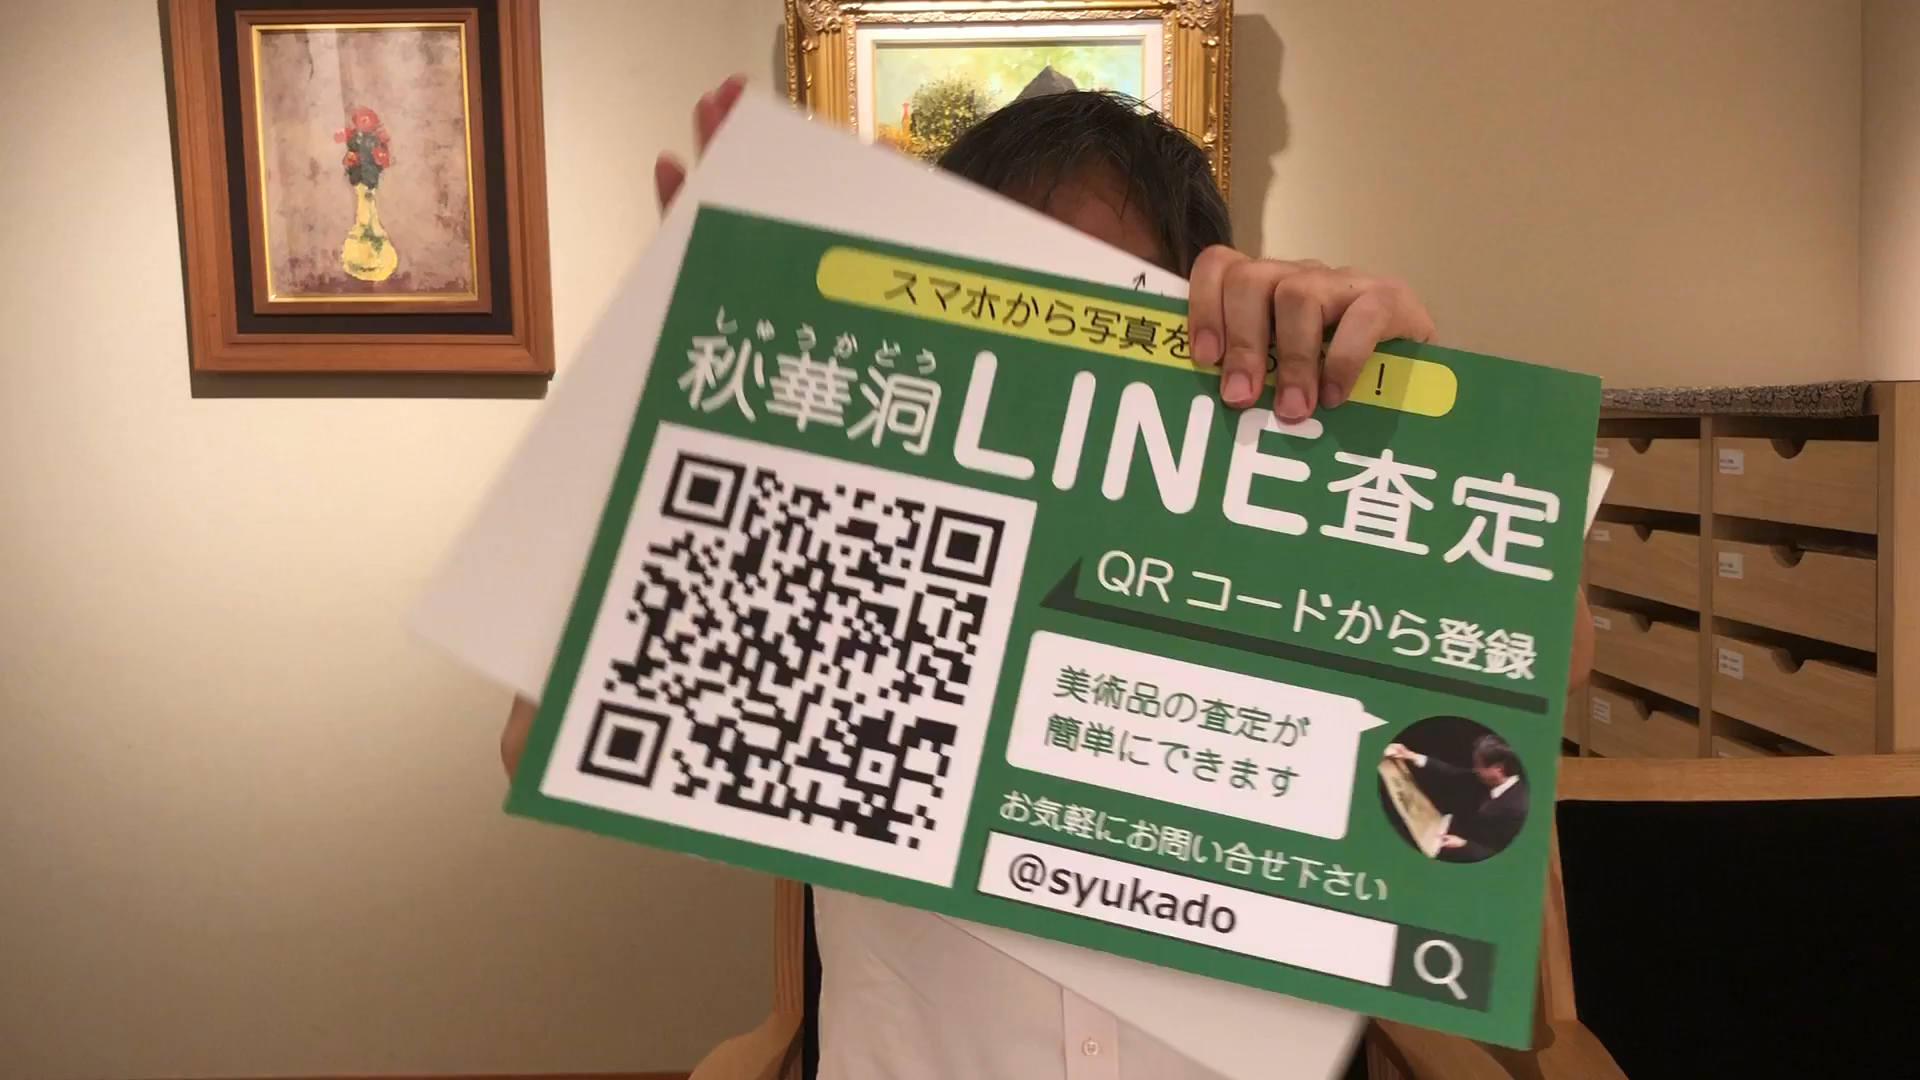 スマホから写真を
！
しゅうかどう
秋華洞LINE査定
QRコードから登録
美術品の査定が
簡単にできます
お気軽にお問い合せ下さい
@syukado